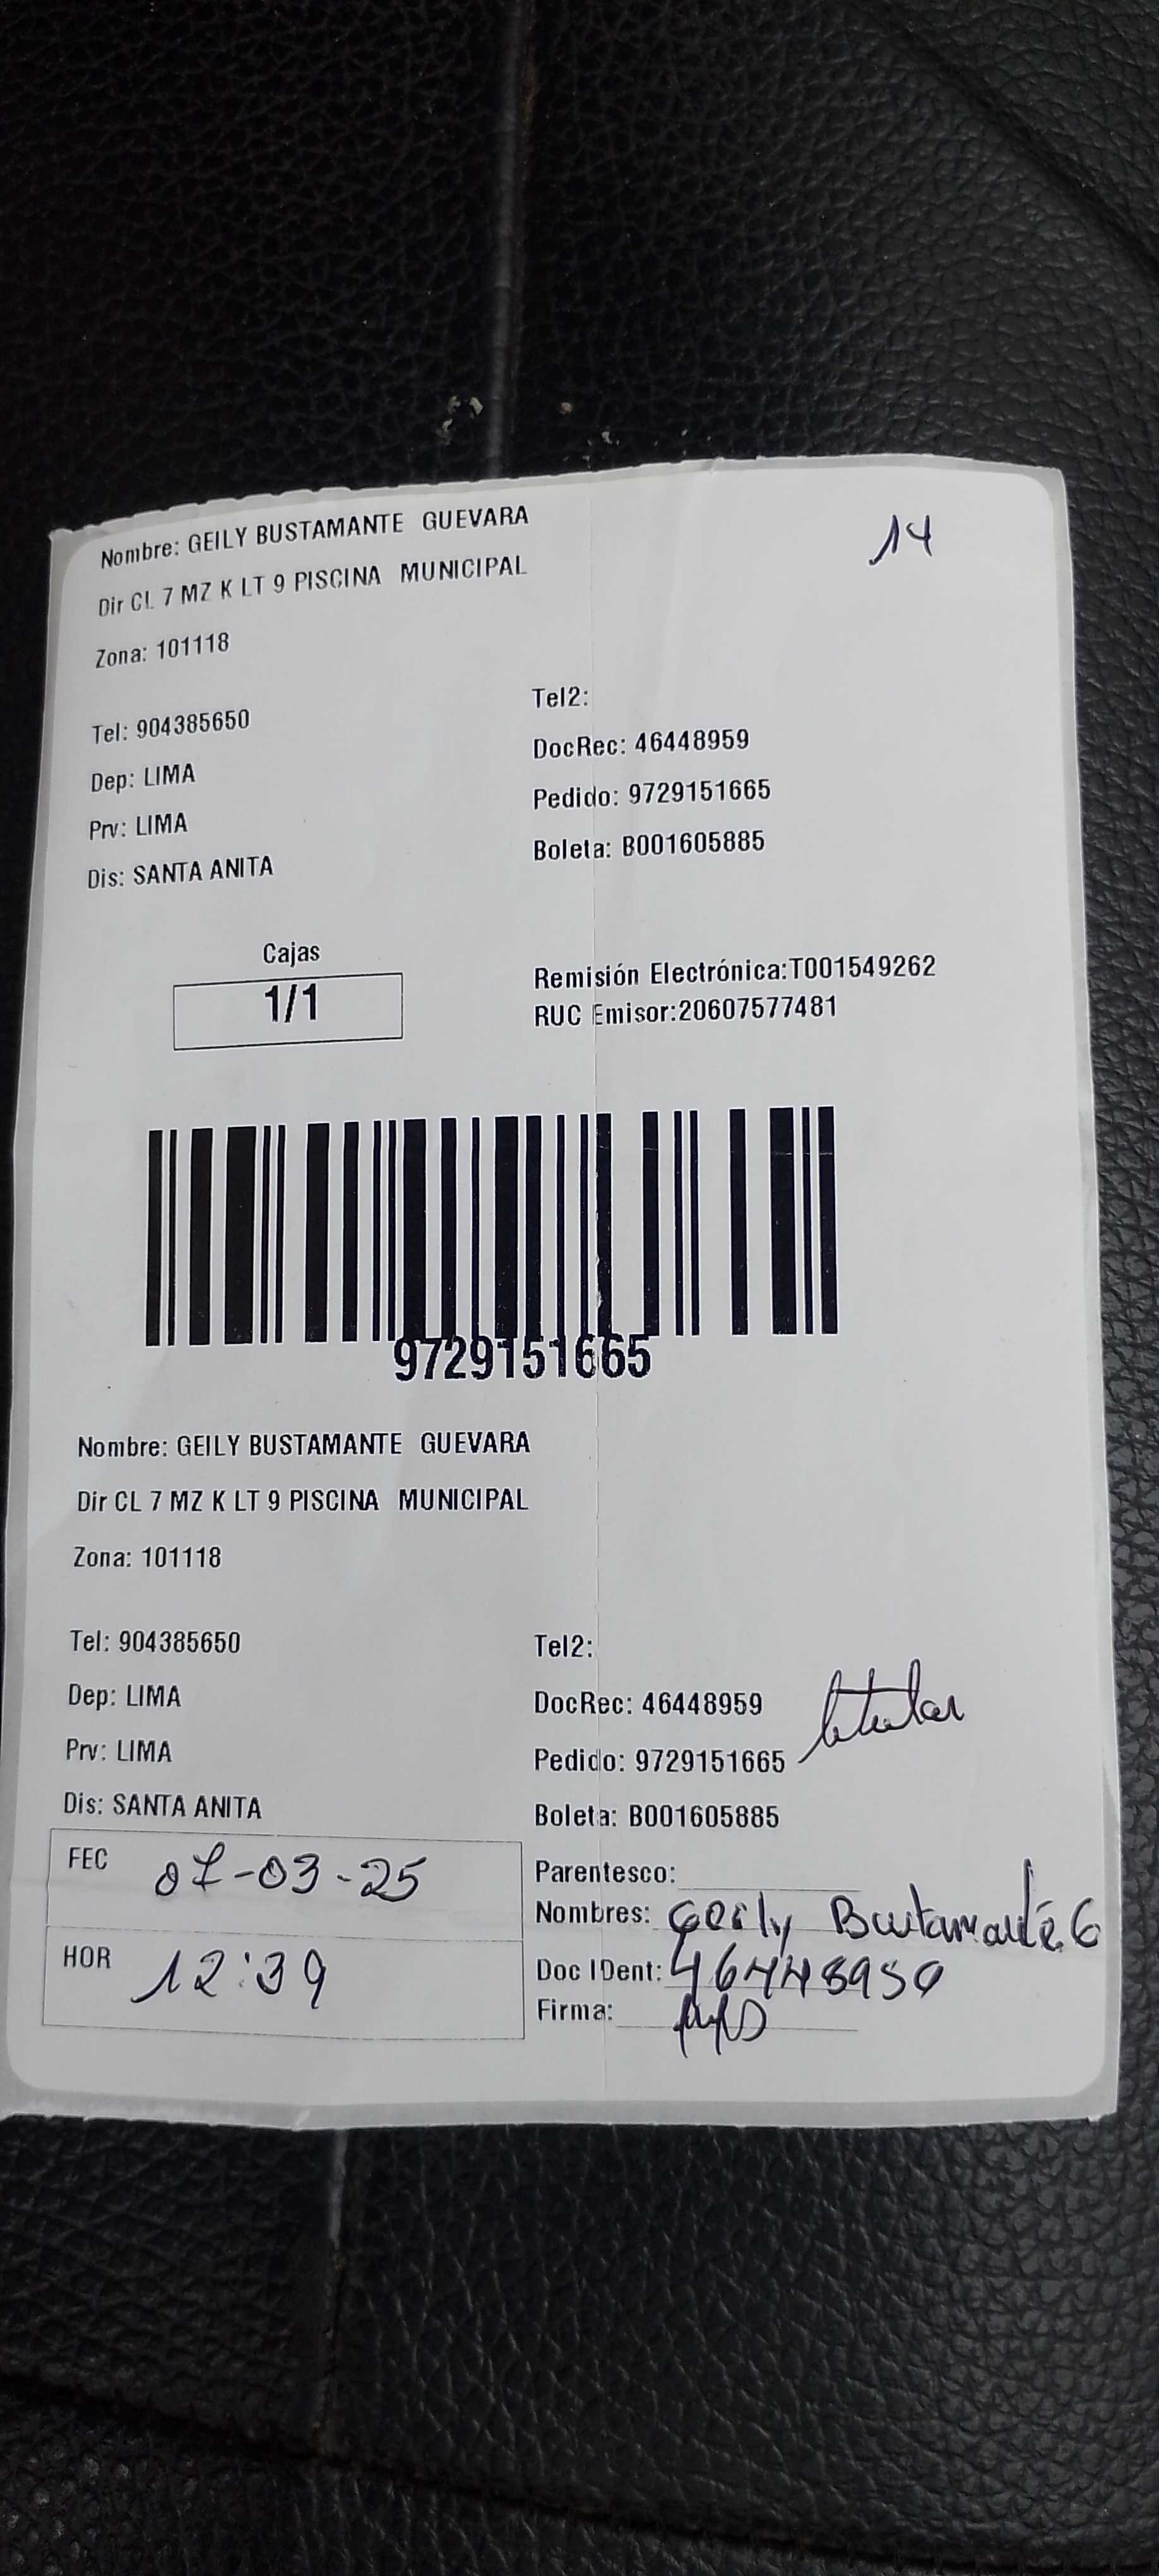 Nombre: GEILY BUSTAMANTE GUEVARA
14
Dir CL 7 MZ K LT 9 PISCINA MUNICIPAL
Zona: 101118
Tel: 904385650
Tel2:
Dep: LIMA
DocRec: 46448959
Prv: LIMA
Pedido: 9729151665
Dis: SANTA ANITA
Boleta: B001605885
Cajas
1/1
Remisión Electrónica:T001549262
RUC Emisor:20607577481
9729151665
Nombre: GEILY BUSTAMANTE GUEVARA
Dir CL 7 MZ K LT 9 PISCINA MUNICIPAL
Zona: 101118
Tel: 904385650
Tel2:
Dep: LIMA
DocRec: 46448959
titular
Prv: LIMA
Pedido: 9729151665
Dis: SANTA ANITA
Boleta: B001605885
FEC 07-03-25
HOR 12:39
Parentesco:
Nombres: Geily Bustamante G
Doc IDent: 46448959
Firma: